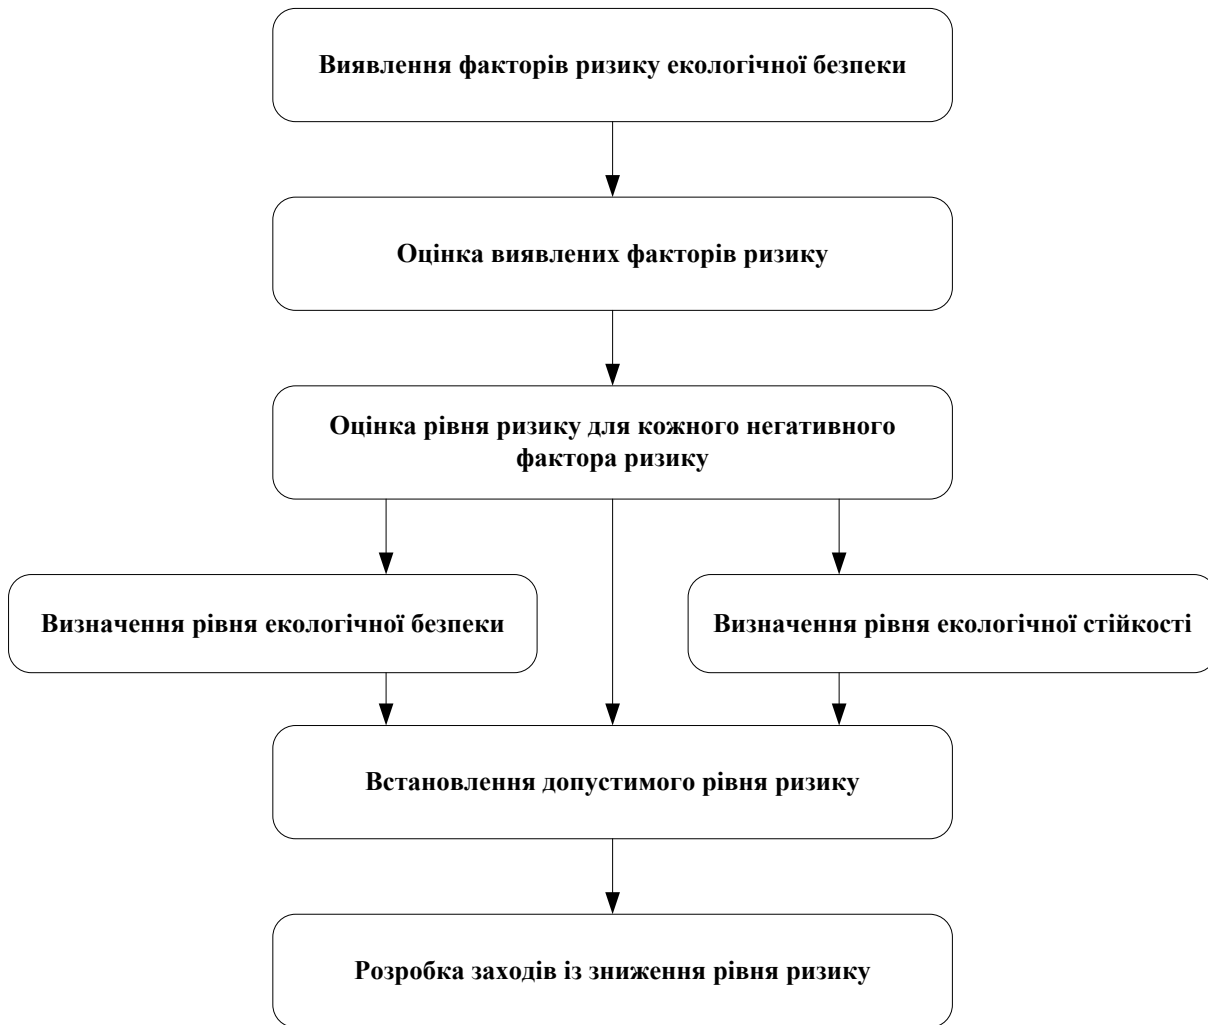 Виявлення факторів ризику екологічної безпеки
Оцінка виявлених факторів ризику
Оцінка рівня ризику для кожного негативного
фактора ризику
Визначення рівня екологічної безпеки
Визначення рівня екологічної стійкості
Встановлення допустимого рівня ризику
Розробка заходів із зниження рівня ризику